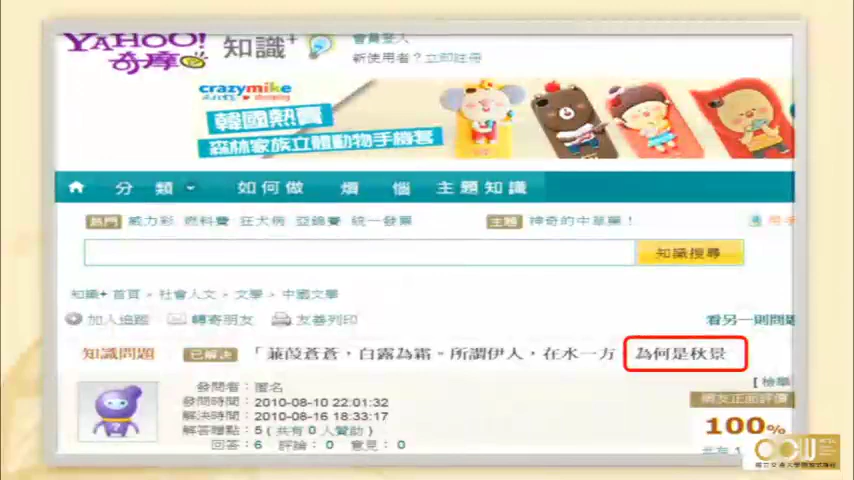 YAHOO!
奇摩
知識+
會員登入
新使用者？立即註冊
crazymike
韓國熱賣
森林家族立體動物手機套
分 類
如何做
煩 惱
主題知識
熱門 威力彩 燃料費 狂犬病 亞錦賽 統一發票
主題 神奇的中草藥！
知識搜尋
知識+ 首頁 > 社會人文 > 文學 > 中國文學
加入追蹤 轉寄朋友 友善列印
看另一則問題
知識問題 已解決 「蒹葭蒼蒼，白露為霜。所謂伊人，在水一方 為何是秋景
[ 檢舉
發問者：匿名
發問時間：2010-08-10 22:01:32
解決時間：2010-08-16 18:33:17
解答贈點：5 ( 共有 0 人贊助 )
回答：6 評論：0 意見：0
網友正面評價
100%
共有 1
OCW